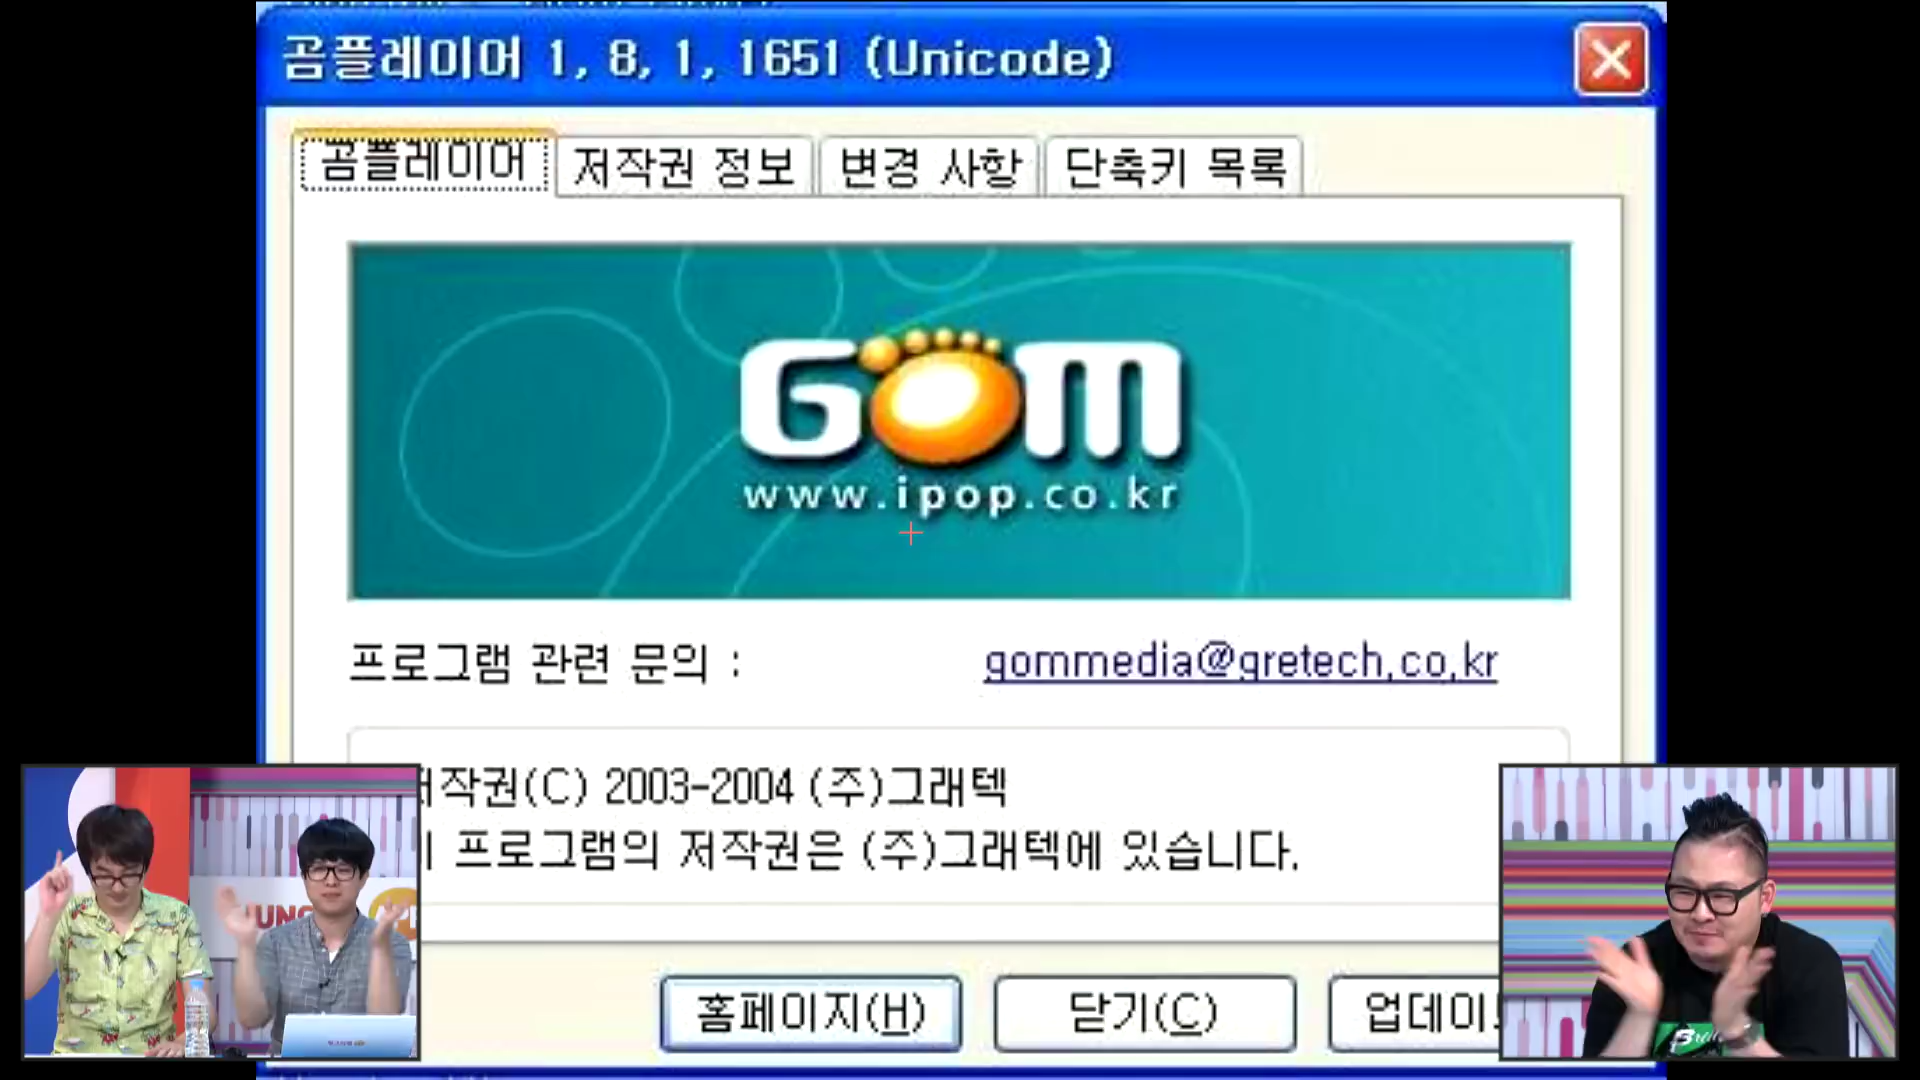 곰플레이어 1, 8, 1, 1651 (Unicode)
곰플레이어 저작권 정보 변경 사항 단축키 목록
GOM
www.ipop.co.kr
프로그램 관련 문의 : gommedia@gretech,co,kr
저작권(C) 2003-2004 (주)그래텍
프로그램의 저작권은 (주)그래텍에 있습니다.
홈페이지(H) 닫기(C) 업데이